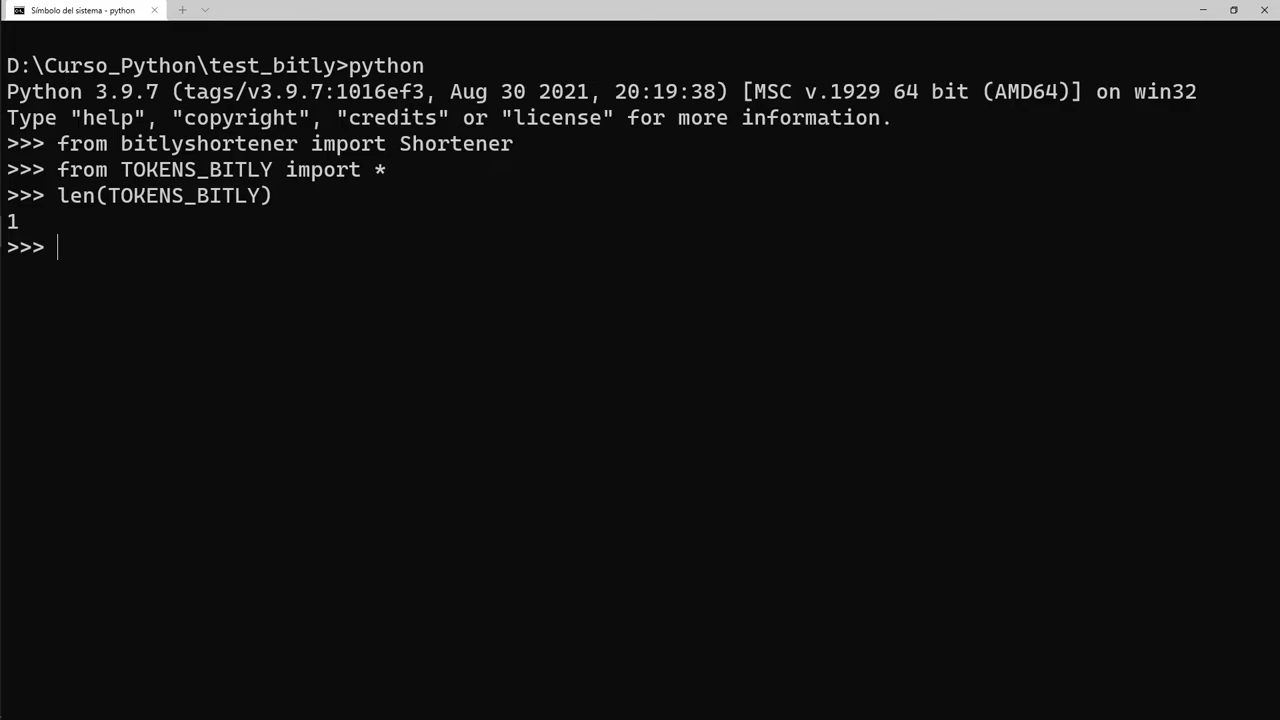 Símbolo del sistema - python
D:\Curso_Python\test_bitly>python
Python 3.9.7 (tags/v3.9.7:1016ef3, Aug 30 2021, 20:19:38) [MSC v.1929 64 bit (AMD64)] on win32
Type "help", "copyright", "credits" or "license" for more information.
>>> from bitlyshortener import Shortener
>>> from TOKENS_BITLY import *
>>> len(TOKENS_BITLY)
1
>>>